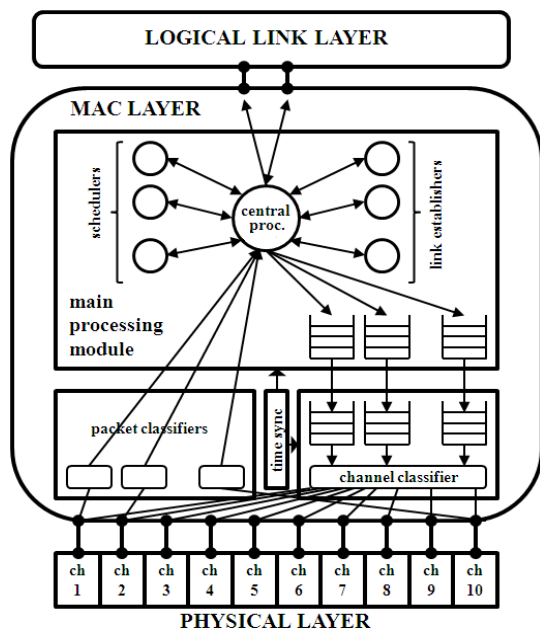 LOGICAL LINK LAYER
MAC LAYER
schedulers
central
proc.
link establishers
main
processing
module
packet classifiers
time sync
channel classifier
ch
1
ch
2
ch
3
ch
4
ch
5
ch
6
ch
7
ch
8
ch
9
ch
10
PHYSICAL LAYER